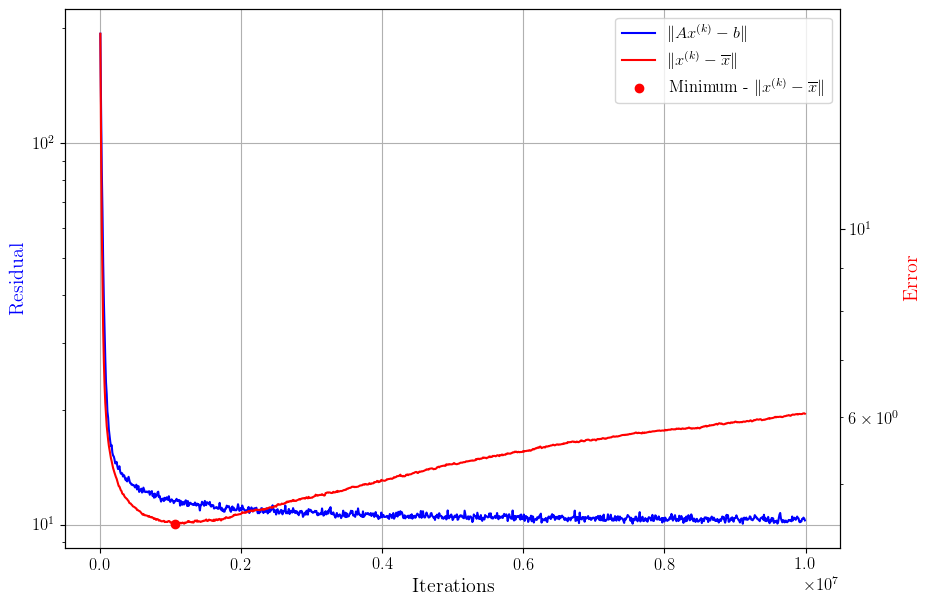 ‖Ax^{(k)} − b‖
‖x^{(k)} − x̅‖
Minimum - ‖x^{(k)} − x̅‖
10^2
10^1
Residual
10^1
6 × 10^0
Error
0.0 0.2 0.4 0.6 0.8 1.0
×10^7
Iterations